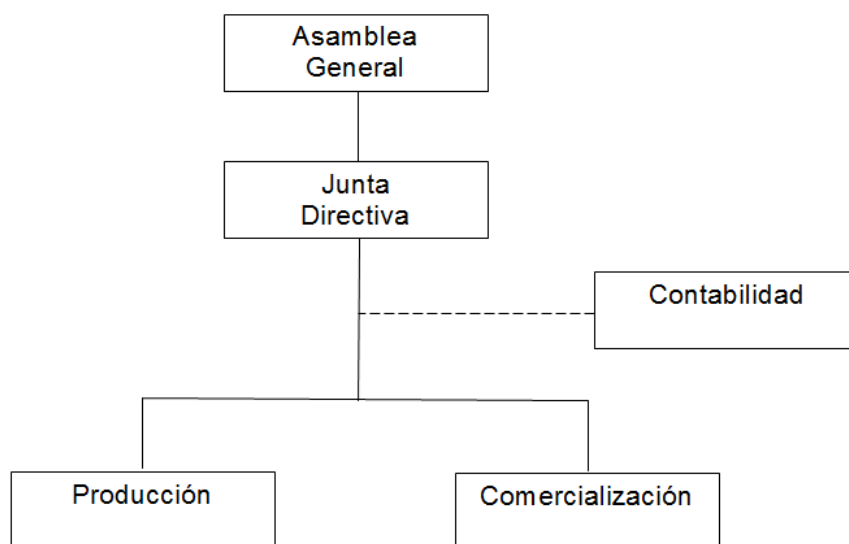 Asamblea
General
Junta
Directiva
Contabilidad
Producción
Comercialización